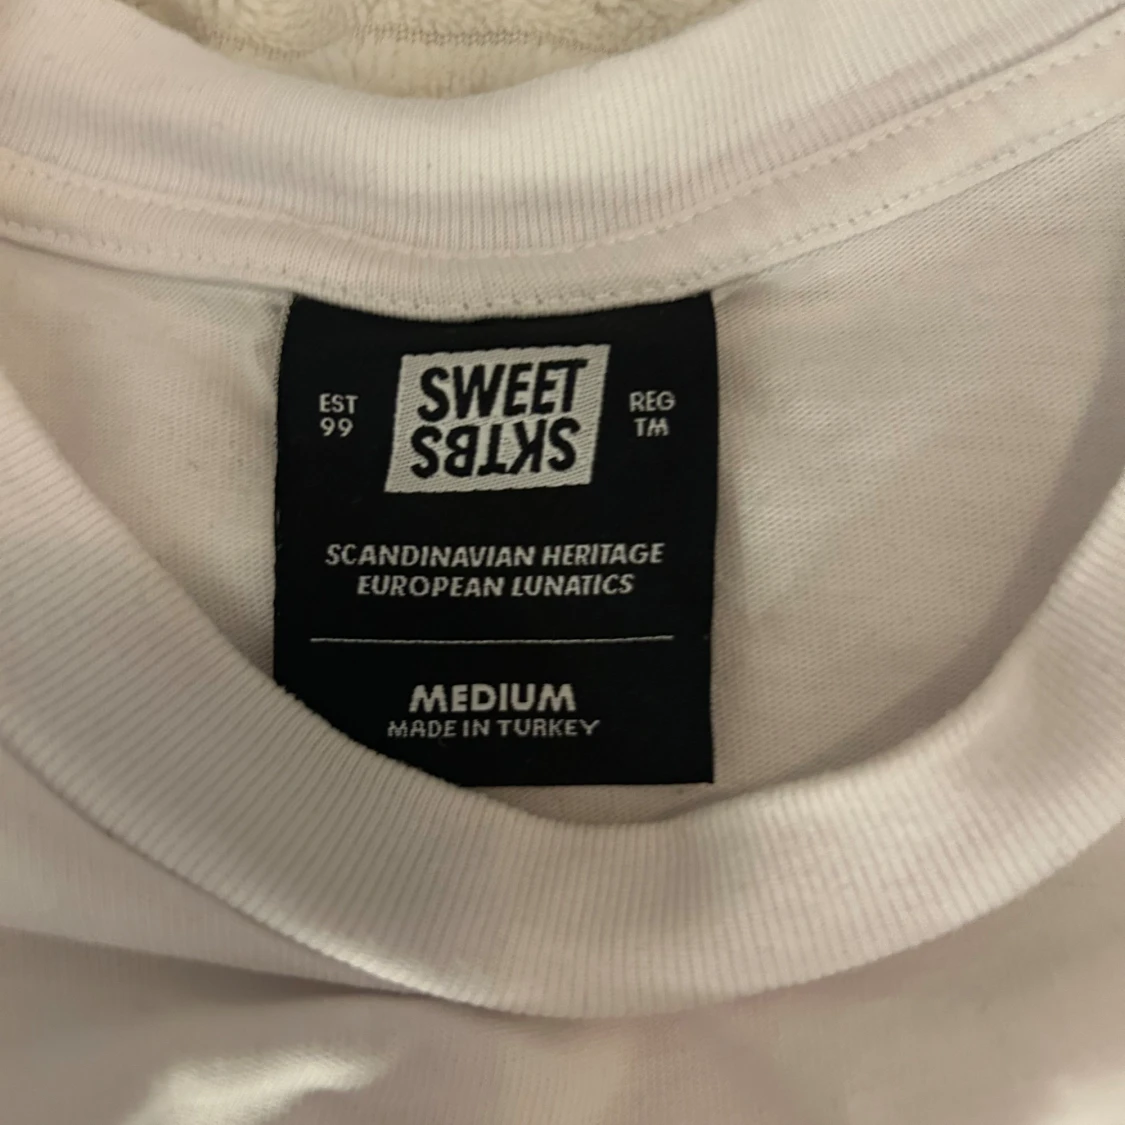 EST
99
SWEET
SKTBS
REG
TM
SCANDINAVIAN HERITAGE
EUROPEAN LUNATICS
MEDIUM
MADE IN TURKEY